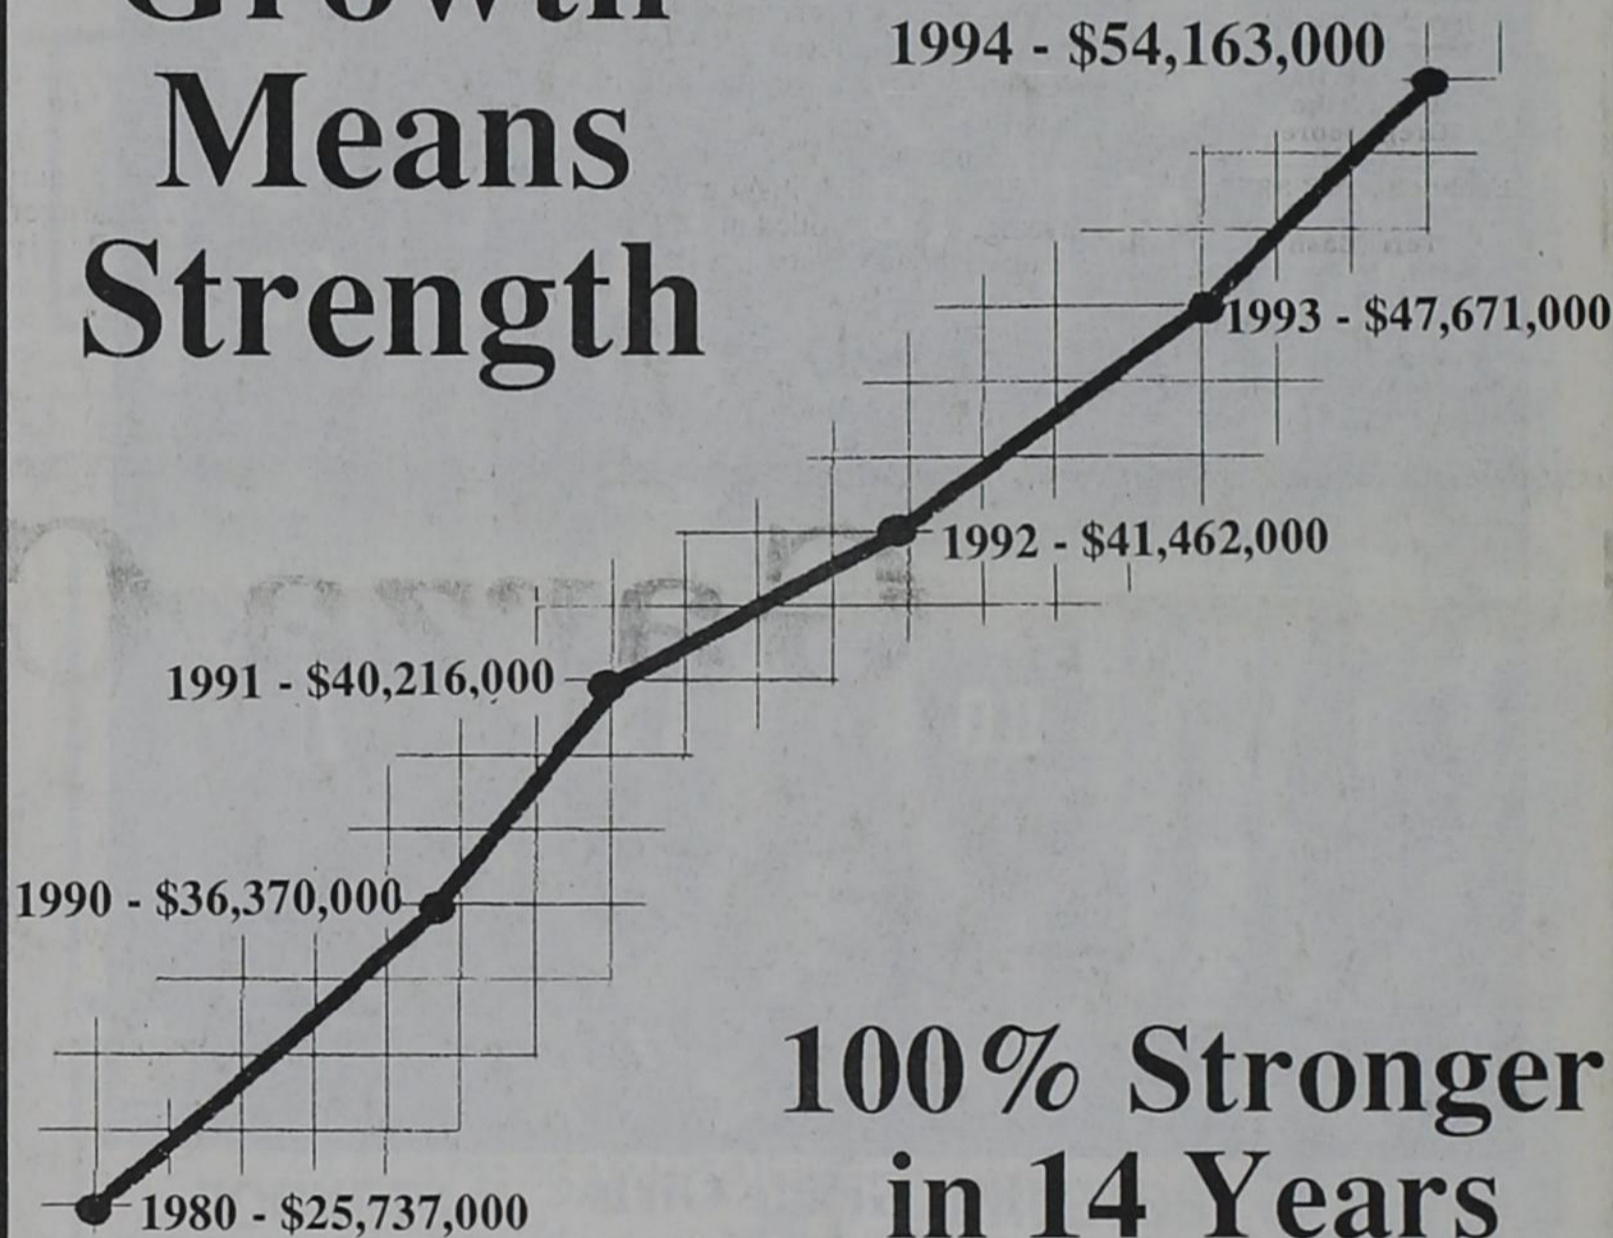 Growth
Means
Strength
1994 - $54,163,000
1993 - $47,671,000
1992 - $41,462,000
1991 - $40,216,000
1990 - $36,370,000
1980 - $25,737,000
100% Stronger
in 14 Years